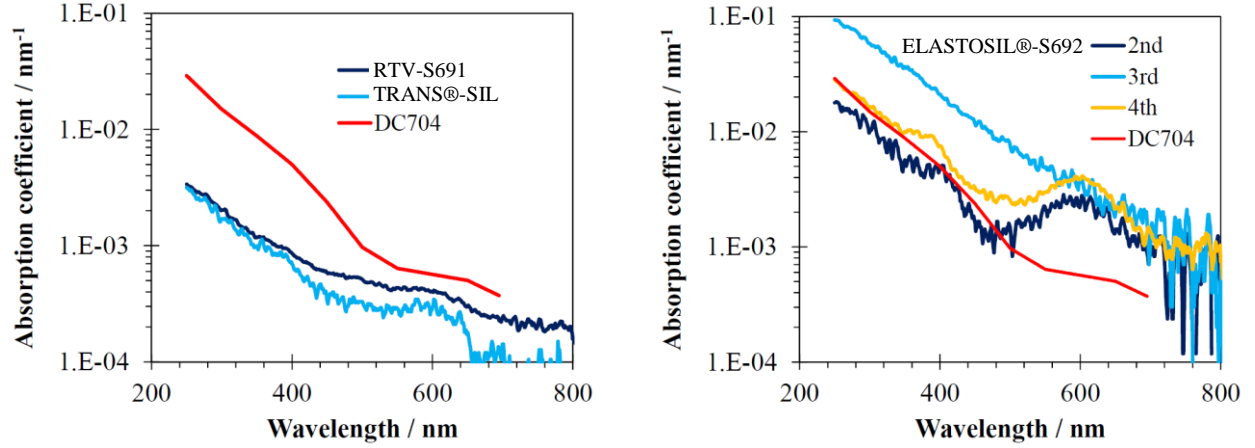 1.E-01
1.E-02
1.E-03
1.E-04
Absorption coefficient / nm⁻¹
RTV-S691
TRANS®-SIL
DC704
200
400
600
800
Wavelength / nm
1.E-01
1.E-02
1.E-03
1.E-04
Absorption coefficient / nm⁻¹
ELASTOSIL®-S692
2nd
3rd
4th
DC704
200
400
600
800
Wavelength / nm